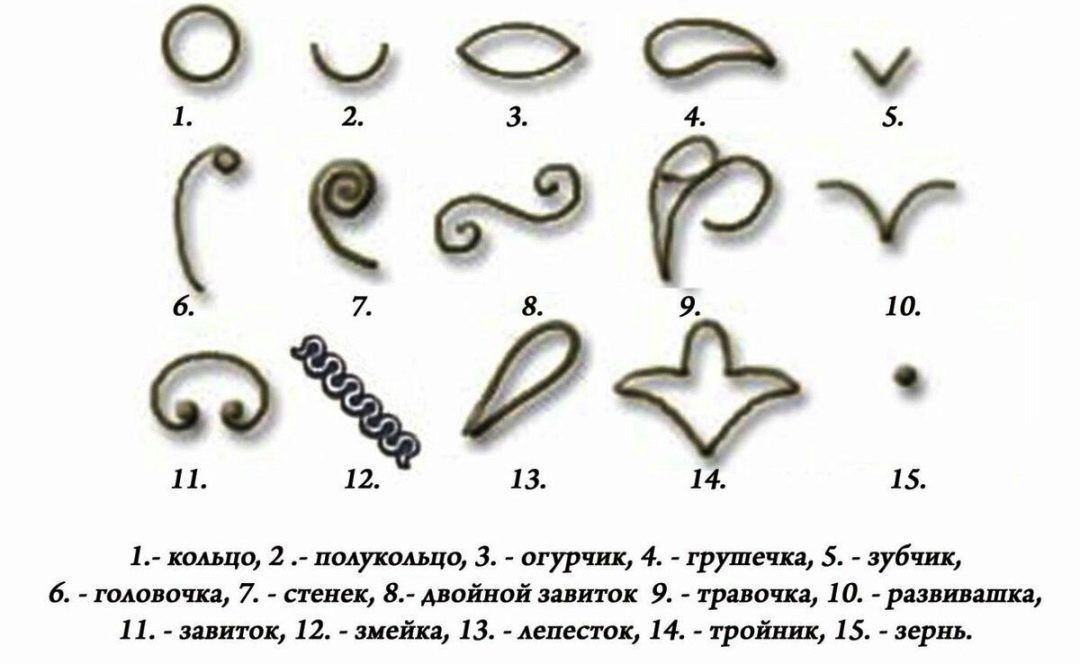 1. 2. 3. 4. 5.
6. 7. 8. 9. 10.
11. 12. 13. 14. 15.
1.- кольцо, 2 .- полукольцо, 3. - огурчик, 4. - грушечка, 5. - зубчик,
6. - головочка, 7. - стенек, 8.- двойной завиток 9. - травочка, 10. - развивашка,
11. - завиток, 12. - змейка, 13. - лепесток, 14. - тройник, 15. - зернь.